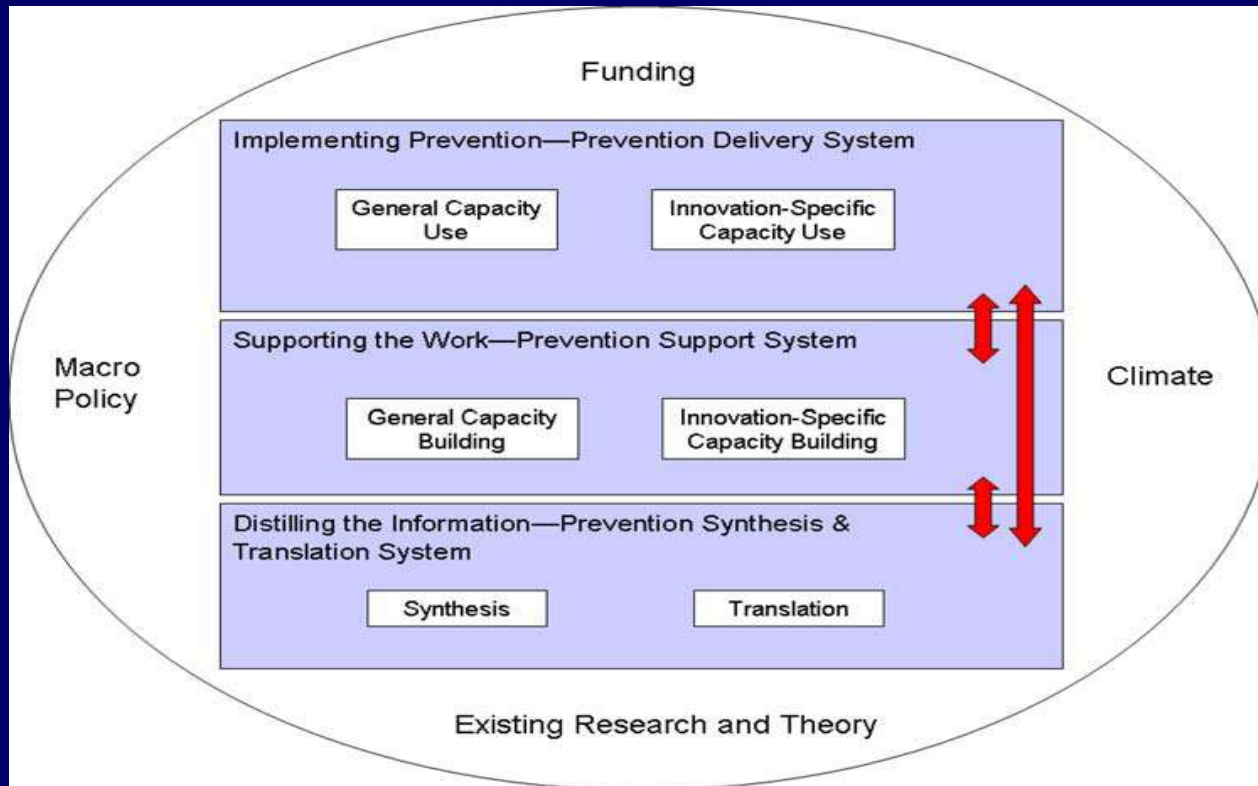 Funding
Implementing Prevention—Prevention Delivery System
General Capacity
Use
Innovation-Specific
Capacity Use
Macro
Policy
Supporting the Work—Prevention Support System
General Capacity
Building
Innovation-Specific
Capacity Building
Climate
Distilling the Information—Prevention Synthesis &
Translation System
Synthesis
Translation
Existing Research and Theory